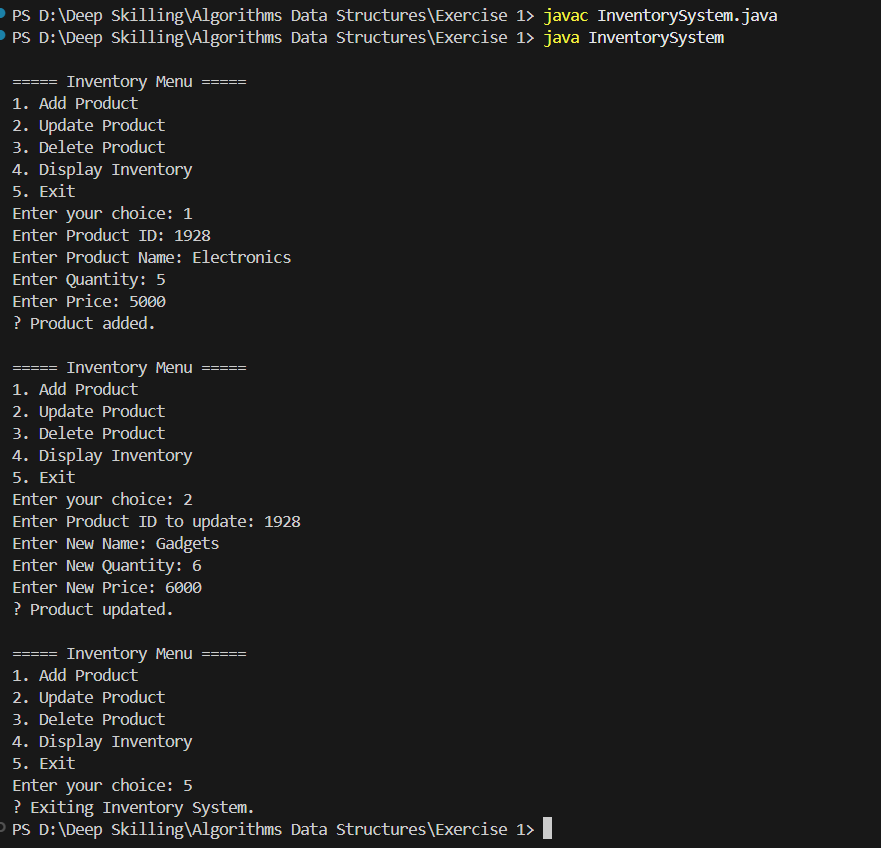 PS D:\Deep Skilling\Algorithms Data Structures\Exercise 1> javac InventorySystem.java
PS D:\Deep Skilling\Algorithms Data Structures\Exercise 1> java InventorySystem
===== Inventory Menu =====
1. Add Product
2. Update Product
3. Delete Product
4. Display Inventory
5. Exit
Enter your choice: 1
Enter Product ID: 1928
Enter Product Name: Electronics
Enter Quantity: 5
Enter Price: 5000
? Product added.
===== Inventory Menu =====
1. Add Product
2. Update Product
3. Delete Product
4. Display Inventory
5. Exit
Enter your choice: 2
Enter Product ID to update: 1928
Enter New Name: Gadgets
Enter New Quantity: 6
Enter New Price: 6000
? Product updated.
===== Inventory Menu =====
1. Add Product
2. Update Product
3. Delete Product
4. Display Inventory
5. Exit
Enter your choice: 5
? Exiting Inventory System.
PS D:\Deep Skilling\Algorithms Data Structures\Exercise 1>